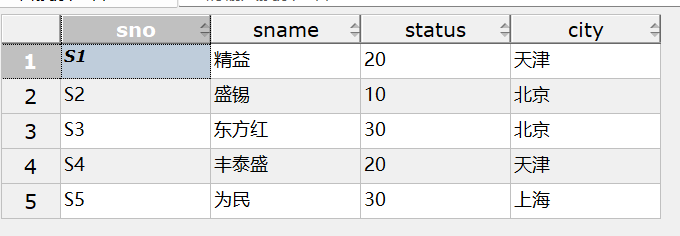 sno sname status city
1 S1 精益 20 天津
2 S2 盛锡 10 北京
3 S3 东方红 30 北京
4 S4 丰泰盛 20 天津
5 S5 为民 30 上海